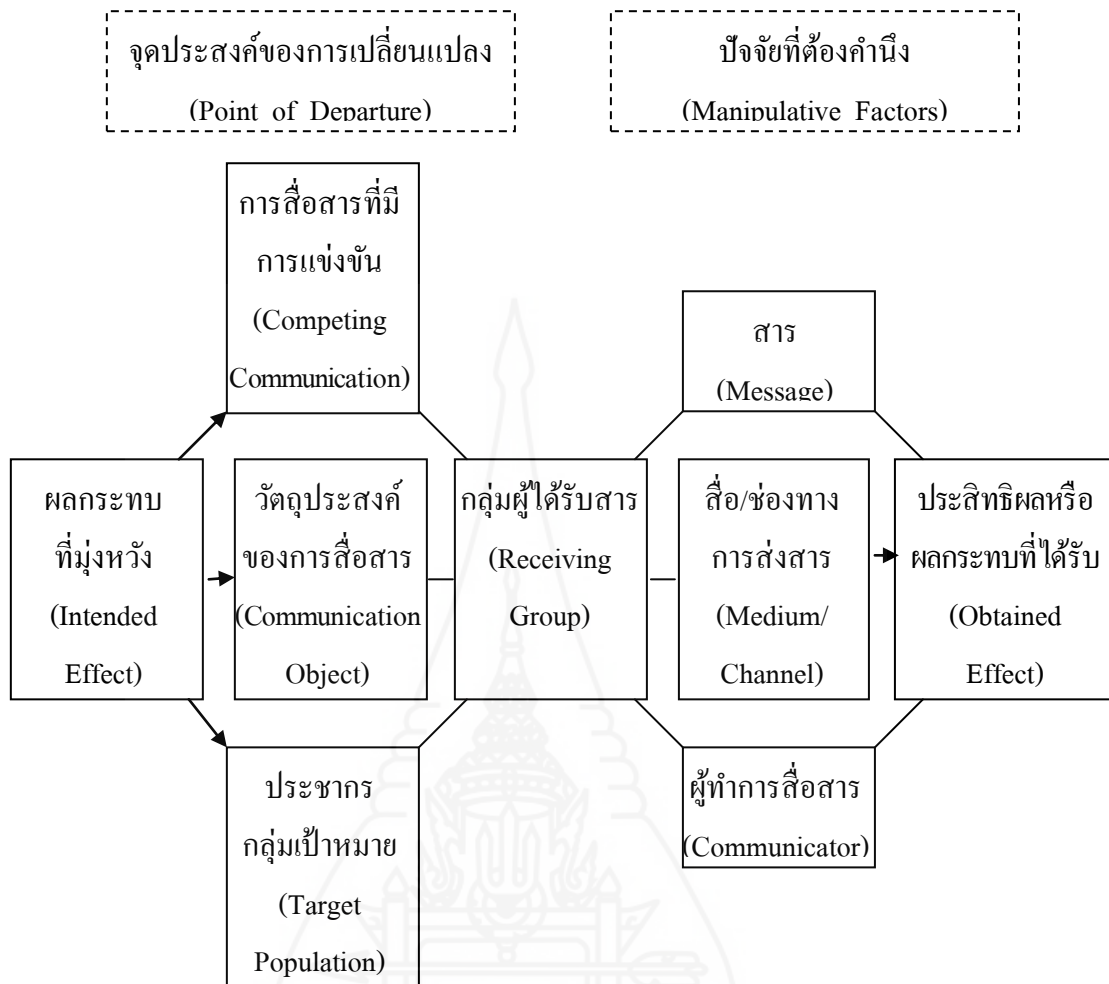 จุดประสงค์ของการเปลี่ยนแปลง
(Point of Departure)
ปัจจัยที่ต้องคำนึง
(Manipulative Factors)
การสื่อสารที่มี
การแข่งขัน
(Competing
Communication)
สาร
(Message)
ผลกระทบ
ที่มุ่งหวัง
(Intended
Effect)
วัตถุประสงค์
ของการสื่อสาร
(Communication
Object)
กลุ่มผู้ได้รับสาร
(Receiving
Group)
สื่อ/ช่องทาง
การส่งสาร
(Medium/
Channel)
ประสิทธิผลหรือ
ผลกระทบที่ได้รับ
(Obtained
Effect)
ประชากร
กลุ่มเป้าหมาย
(Target
Population)
ผู้ทำการสื่อสาร
(Communicator)